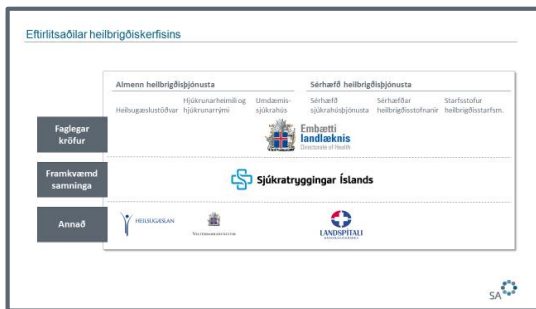 Eftirlitsaðilar heilbrigðiskerfisins
Almenn heilbrigðisþjónusta
Sérhæfð heilbrigðisþjónusta
Heilsugæslustöðvar
Hjúkrunarheimili og
hjúkrunarrými
Umdæmis-
sjúkrahús
Sérhæfð
sjúkrahúsþjónusta
Sérhæfðar
heilbrigðisstofnanir
Starfsstofur
heilbrigðisstarfsm.
Faglegar
kröfur
Embætti
landlæknis
Directorate of Health
Framkvæmd
samninga
Sjúkratryggingar Íslands
Annað
HEILSUGÆSLAN
LANDSPÍTALI
SA